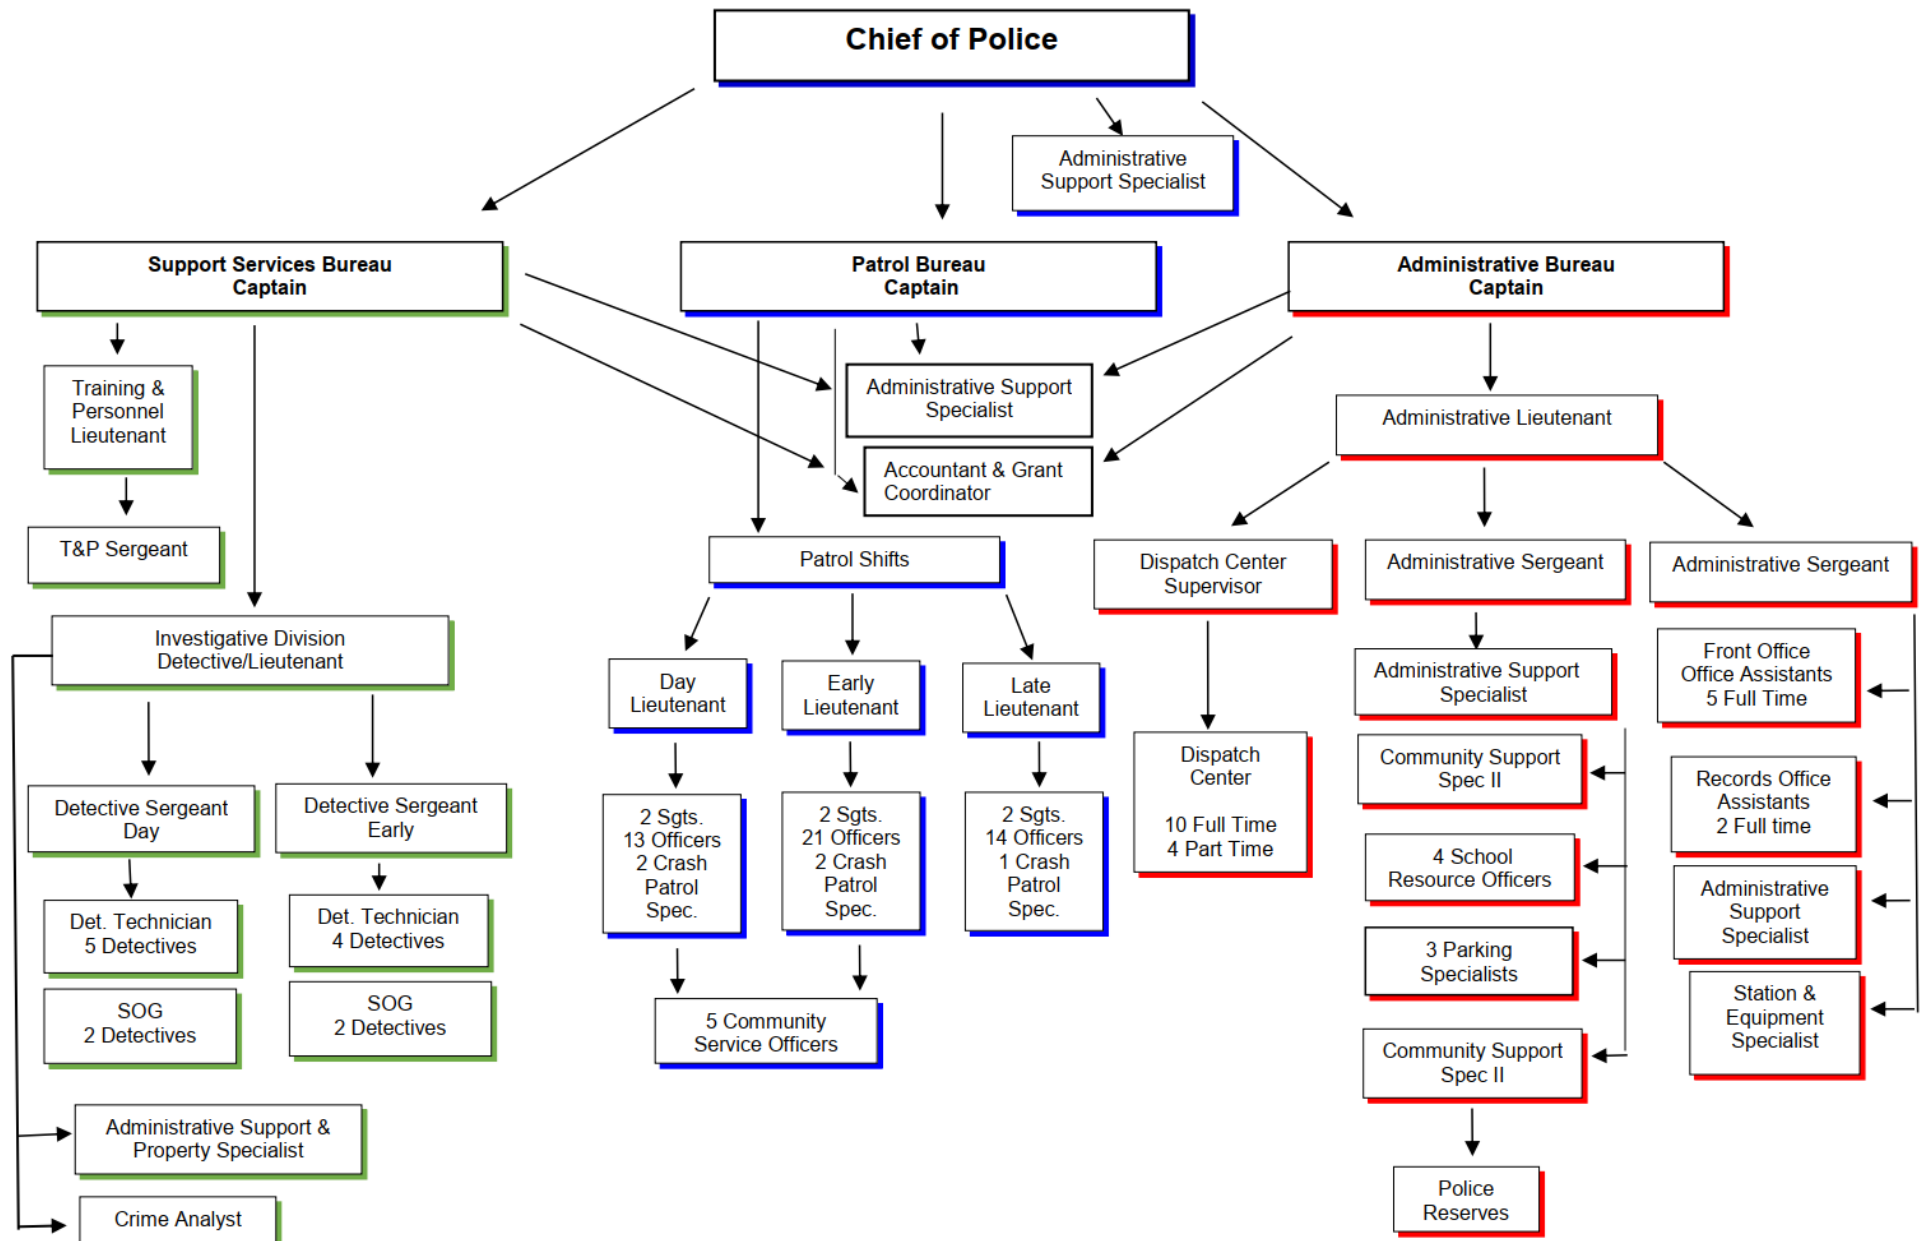 Chief of Police
Administrative
Support Specialist
Support Services Bureau
Captain
Patrol Bureau
Captain
Administrative Bureau
Captain
Training &
Personnel
Lieutenant
Administrative Support
Specialist
Administrative Lieutenant
Accountant & Grant
Coordinator
T&P Sergeant
Patrol Shifts
Dispatch Center
Supervisor
Administrative Sergeant
Administrative Sergeant
Investigative Division
Detective/Lieutenant
Day
Lieutenant
Early
Lieutenant
Late
Lieutenant
Administrative Support
Specialist
Front Office
Office Assistants
5 Full Time
Dispatch
Center
10 Full Time
4 Part Time
Community Support
Spec II
Records Office
Assistants
2 Full time
Detective Sergeant
Day
Detective Sergeant
Early
2 Sgts.
13 Officers
2 Crash
Patrol
Spec.
2 Sgts.
21 Officers
2 Crash
Patrol
Spec.
2 Sgts.
14 Officers
1 Crash
Patrol
Spec.
4 School
Resource Officers
Administrative
Support
Specialist
Det. Technician
5 Detectives
Det. Technician
4 Detectives
3 Parking
Specialists
SOG
2 Detectives
SOG
2 Detectives
5 Community
Service Officers
Station &
Equipment
Specialist
Community Support
Spec II
Administrative Support &
Property Specialist
Police
Reserves
Crime Analyst